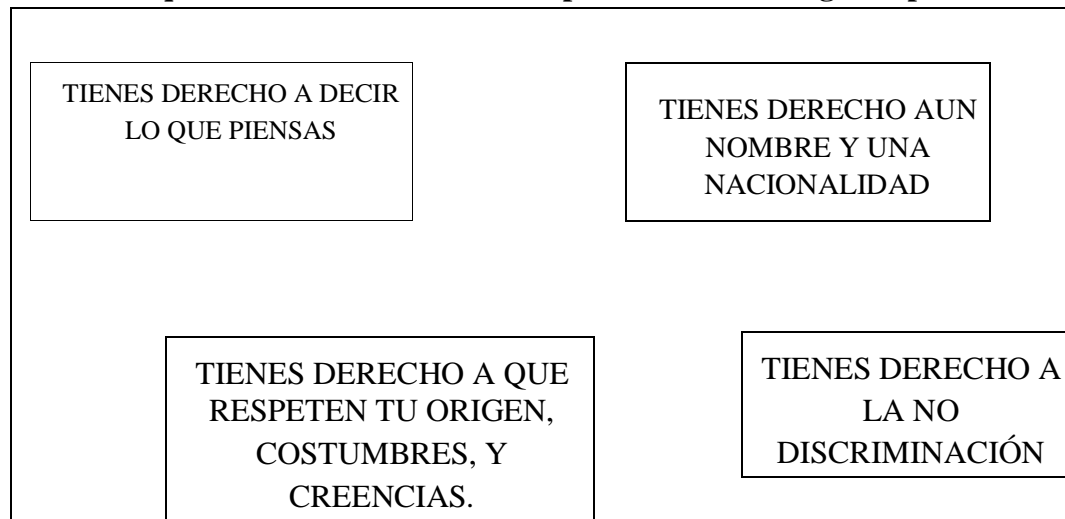 TIENES DERECHO A DECIR
LO QUE PIENSAS
TIENES DERECHO AUN
NOMBRE Y UNA
NACIONALIDAD
TIENES DERECHO A QUE
RESPETEN TU ORIGEN,
COSTUMBRES, Y
CREENCIAS.
TIENES DERECHO A
LA NO
DISCRIMINACIÓN